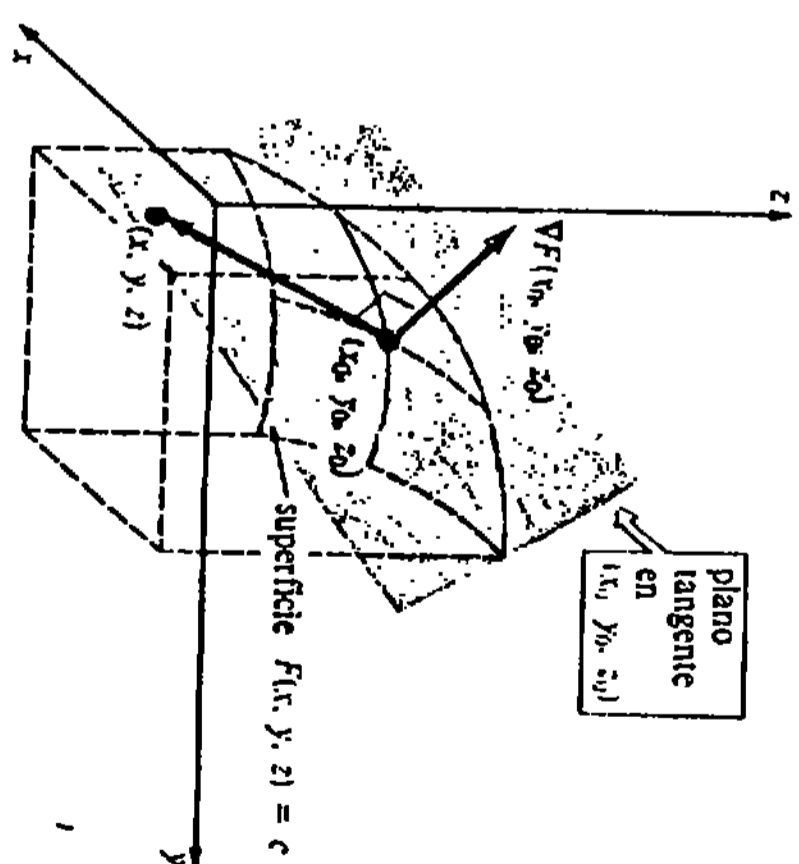 z
∇F(x₀, y₀, z₀)
plano
tangente
en
(x₀, y₀, z₀)
(x₀, y₀, z₀)
(x, y, z)
superficie F(x, y, z) = c
x
y